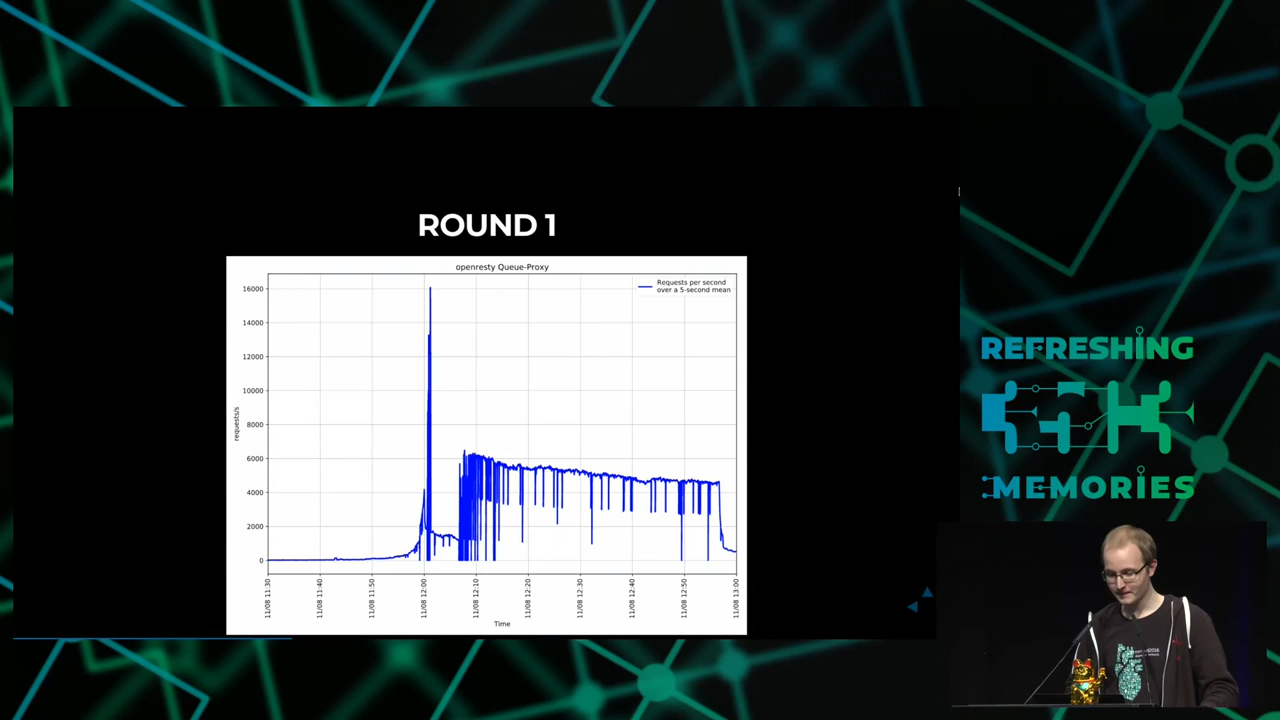 ROUND 1
openresty Queue-Proxy
Requests per second
over a 5-second mean
16000
14000
12000
10000
8000
6000
4000
2000
0
requests/s
11/08 11:30
11/08 11:40
11/08 11:50
11/08 12:00
11/08 12:10
11/08 12:20
11/08 12:30
11/08 12:40
11/08 12:50
11/08 13:00
Time
REFRESHING
35C3
MEMORIES